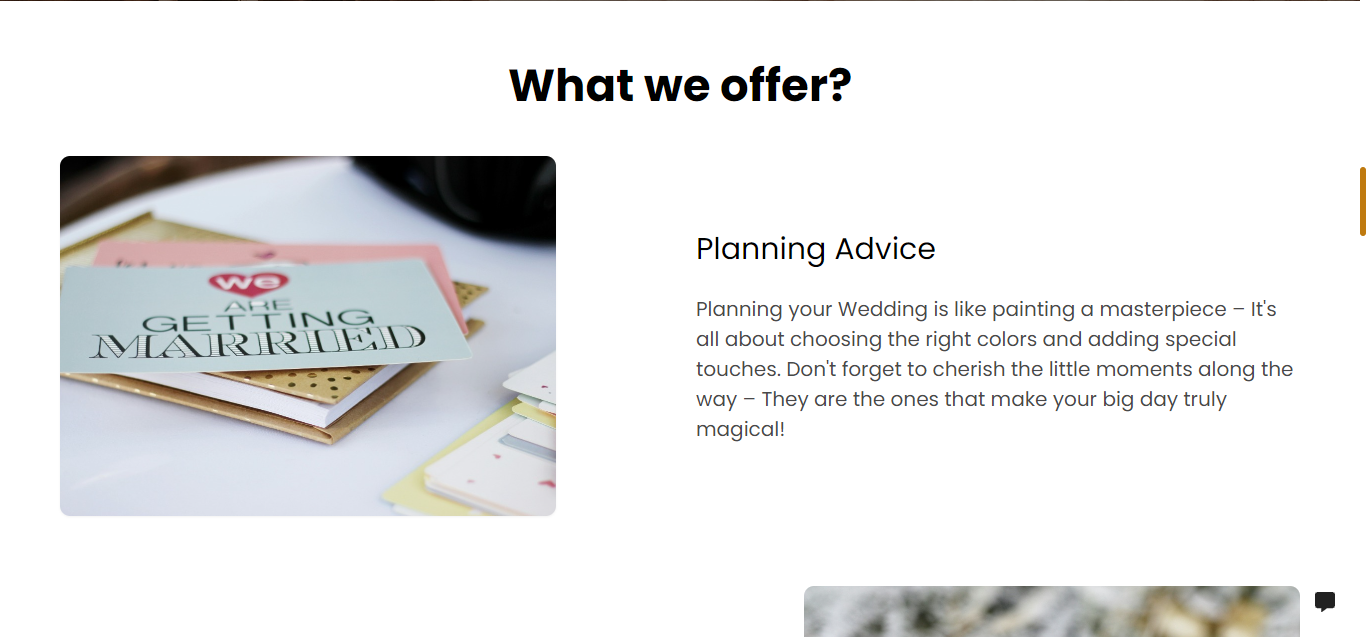 What we offer?
we
ARE
GETTING
MARRIED
Planning Advice
Planning your Wedding is like painting a masterpiece – It's
all about choosing the right colors and adding special
touches. Don't forget to cherish the little moments along the
way – They are the ones that make your big day truly
magical!